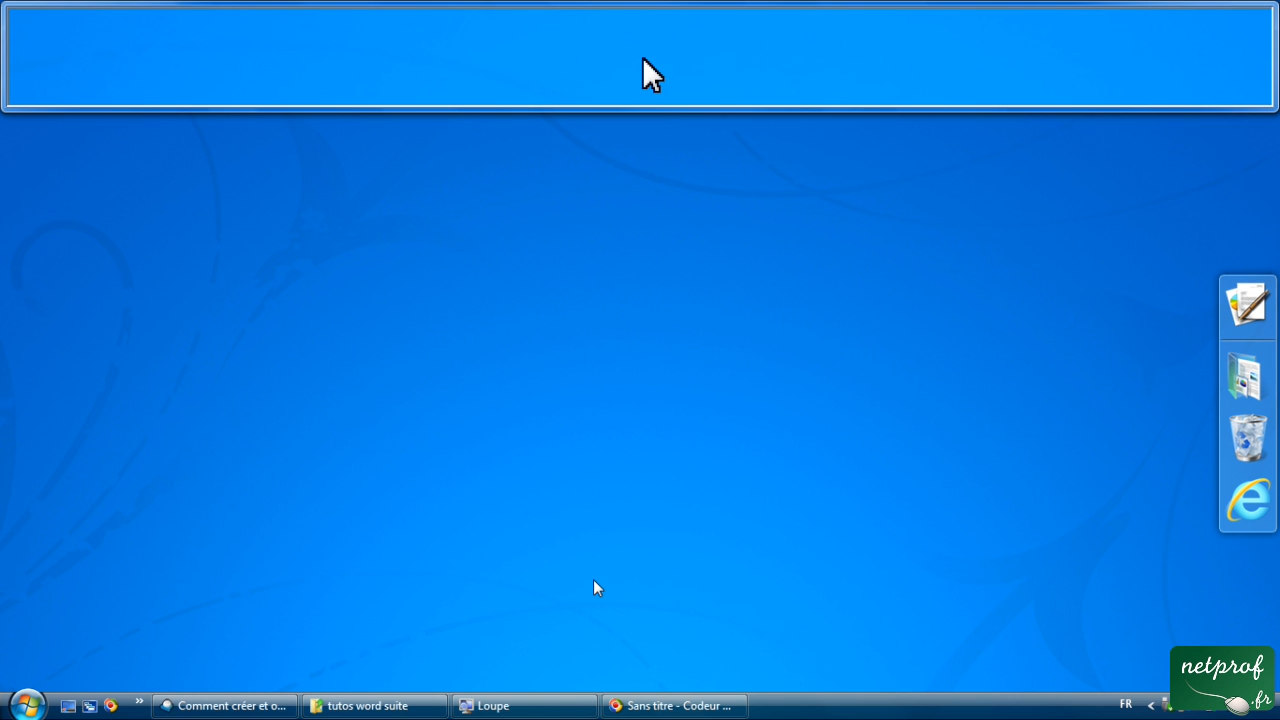 Comment créer et o...
tutos word suite
Loupe
Sans titre - Codeur ...
FR
netprof
.fr